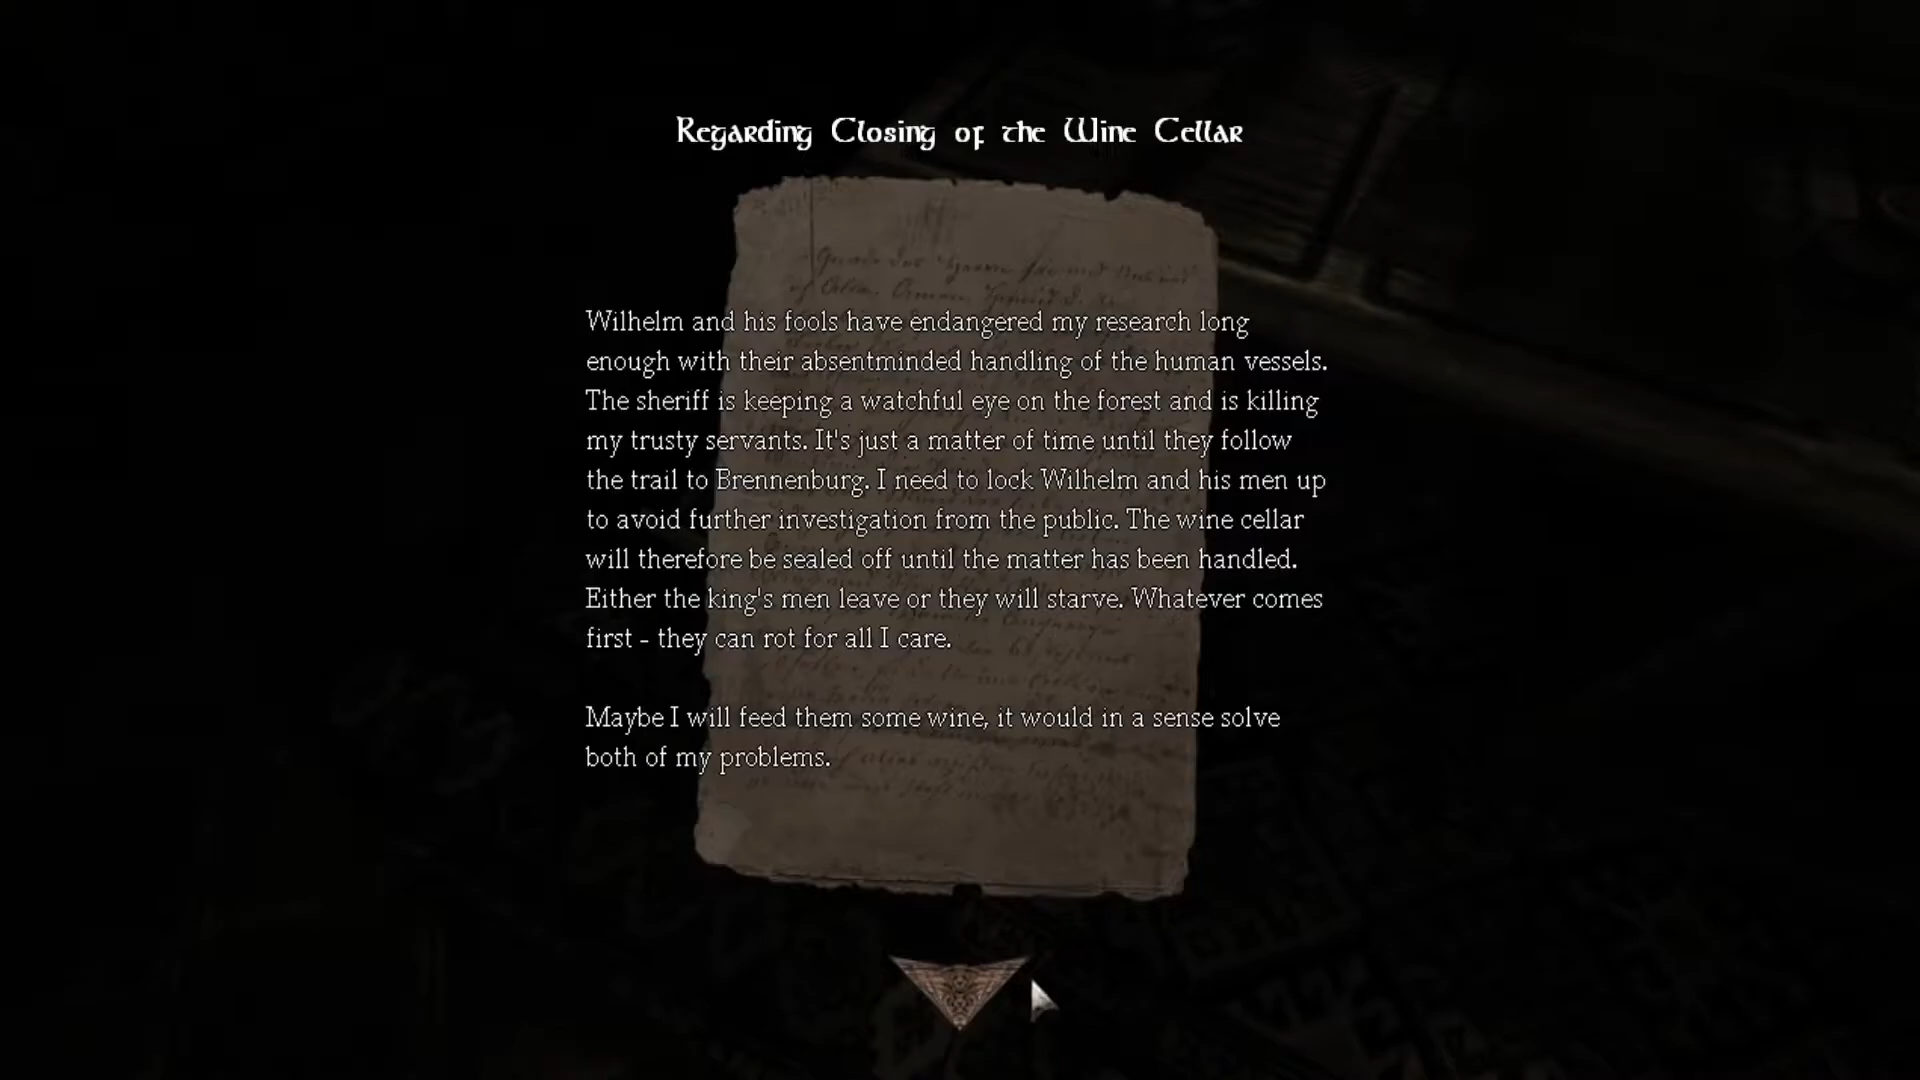 Regarding Closing of the Wine Cellar
Wilhelm and his fools have endangered my research long
enough with their absentminded handling of the human vessels.
The sheriff is keeping a watchful eye on the forest and is killing
my trusty servants. It's just a matter of time until they follow
the trail to Brennenburg. I need to lock Wilhelm and his men up
to avoid further investigation from the public. The wine cellar
will therefore be sealed off until the matter has been handled.
Either the king's men leave or they will starve. Whatever comes
first - they can rot for all I care.
Maybe I will feed them some wine, it would in a sense solve
both of my problems.